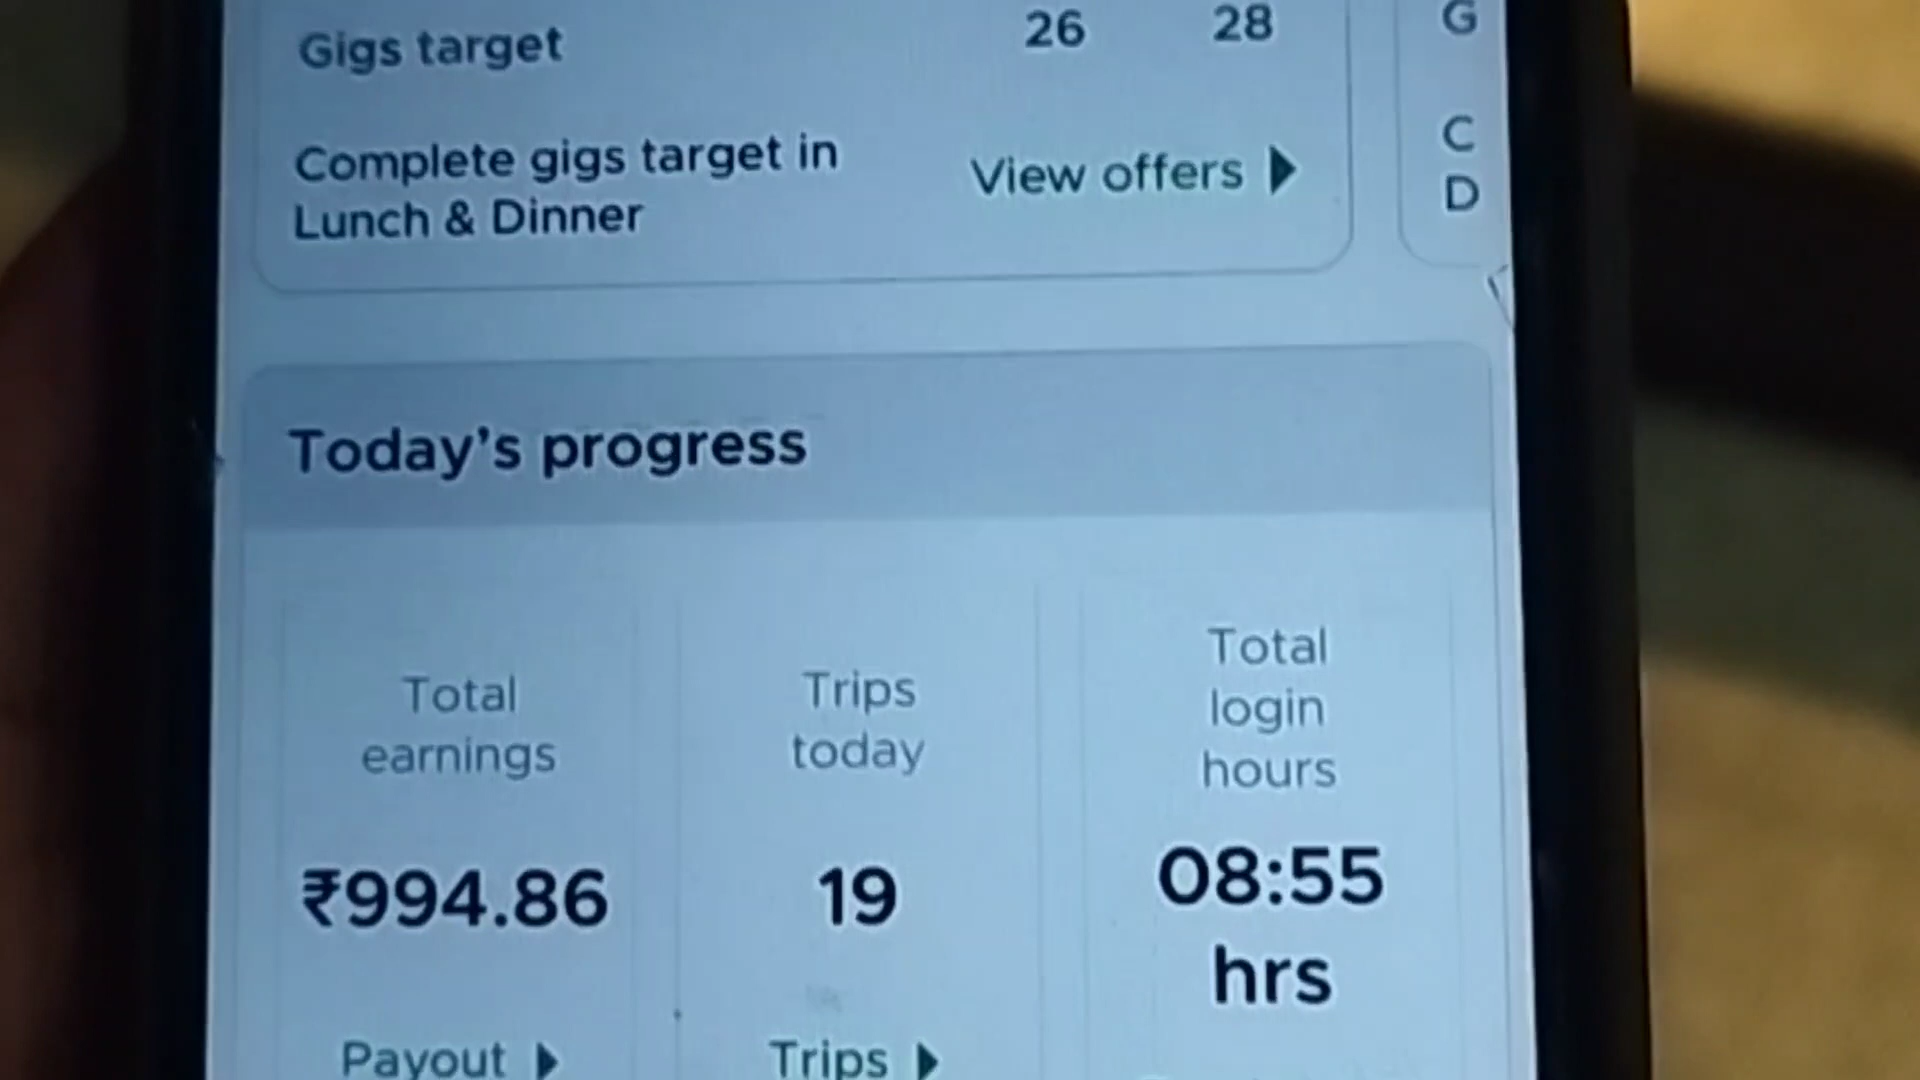 Gigs target 26 28
Complete gigs target in
Lunch & Dinner
View offers
G
C
D
Today's progress
Total
earnings
₹994.86
Payout
Trips
today
19
Trips
Total
login
hours
08:55
hrs